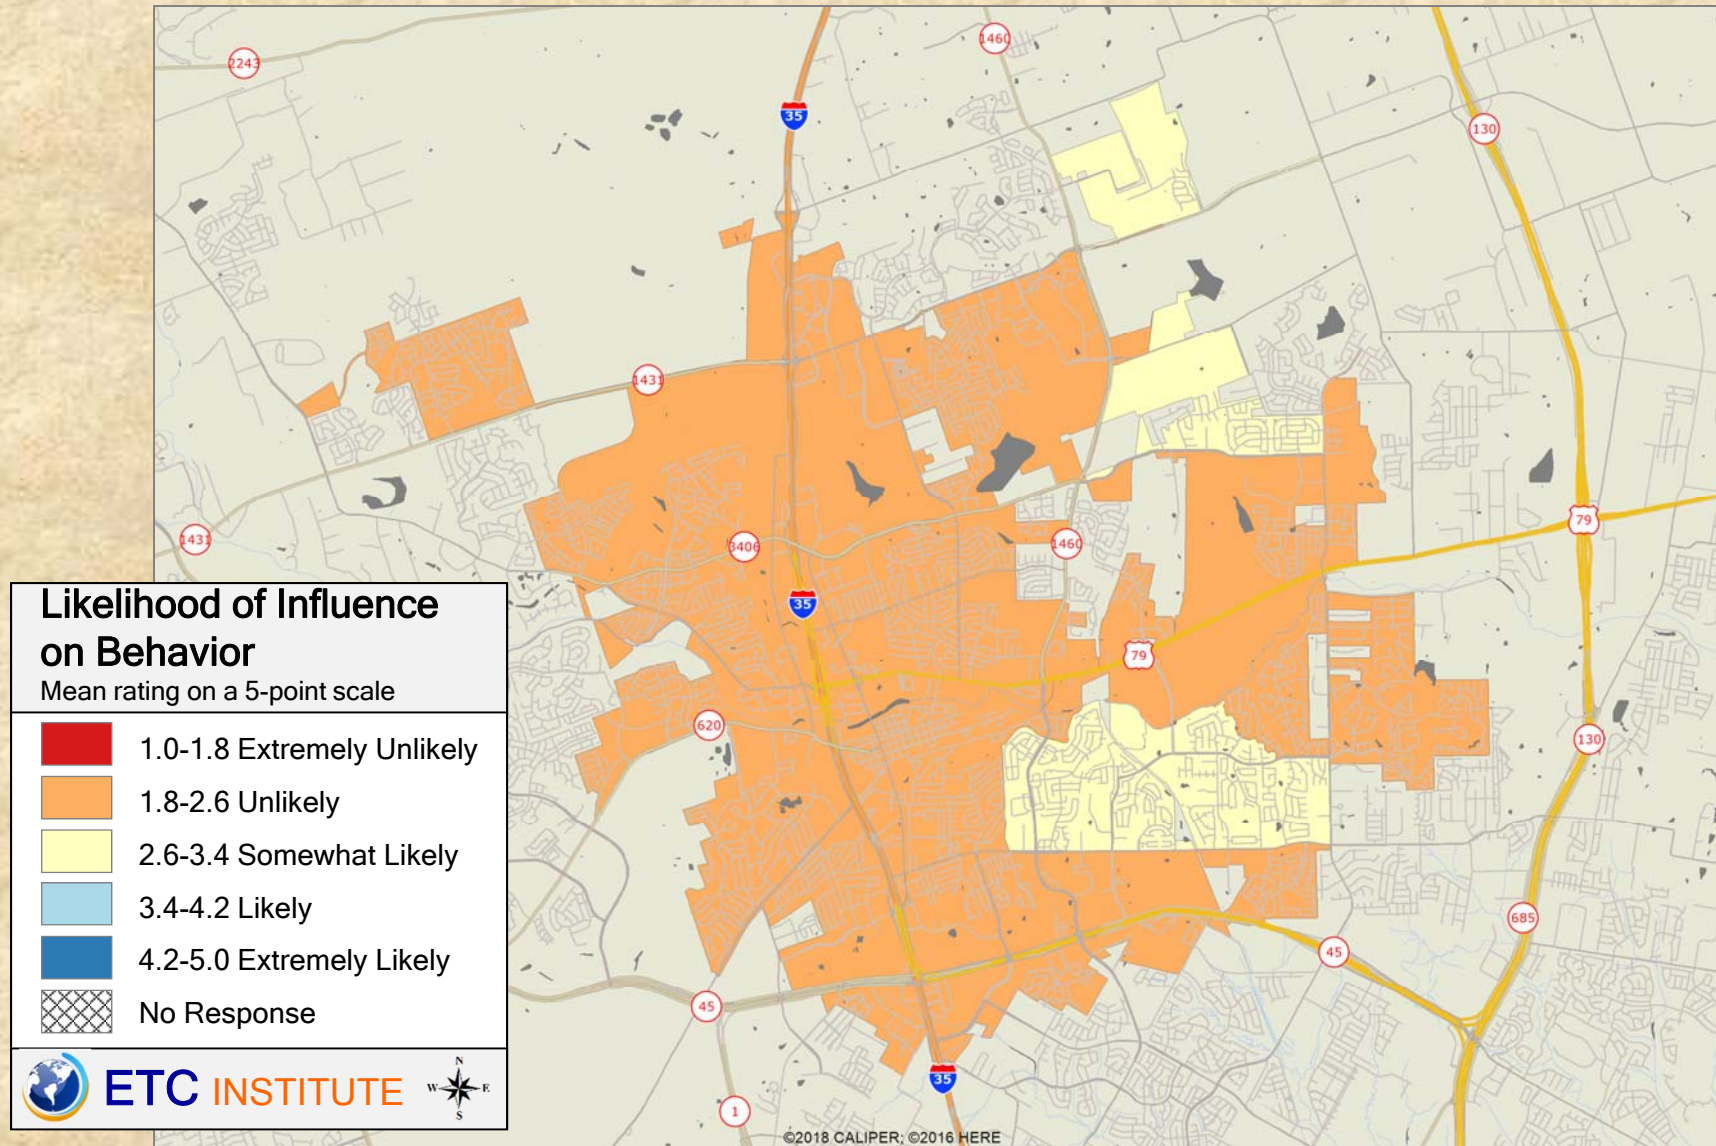 2243
1460
35
130
1431
1431
3406
1460
79
35
79
620
130
685
45
45
35
1
Likelihood of Influence
on Behavior
Mean rating on a 5-point scale
1.0-1.8 Extremely Unlikely
1.8-2.6 Unlikely
2.6-3.4 Somewhat Likely
3.4-4.2 Likely
4.2-5.0 Extremely Likely
No Response
ETC INSTITUTE
N
W E
S
©2018 CALIPER; ©2016 HERE